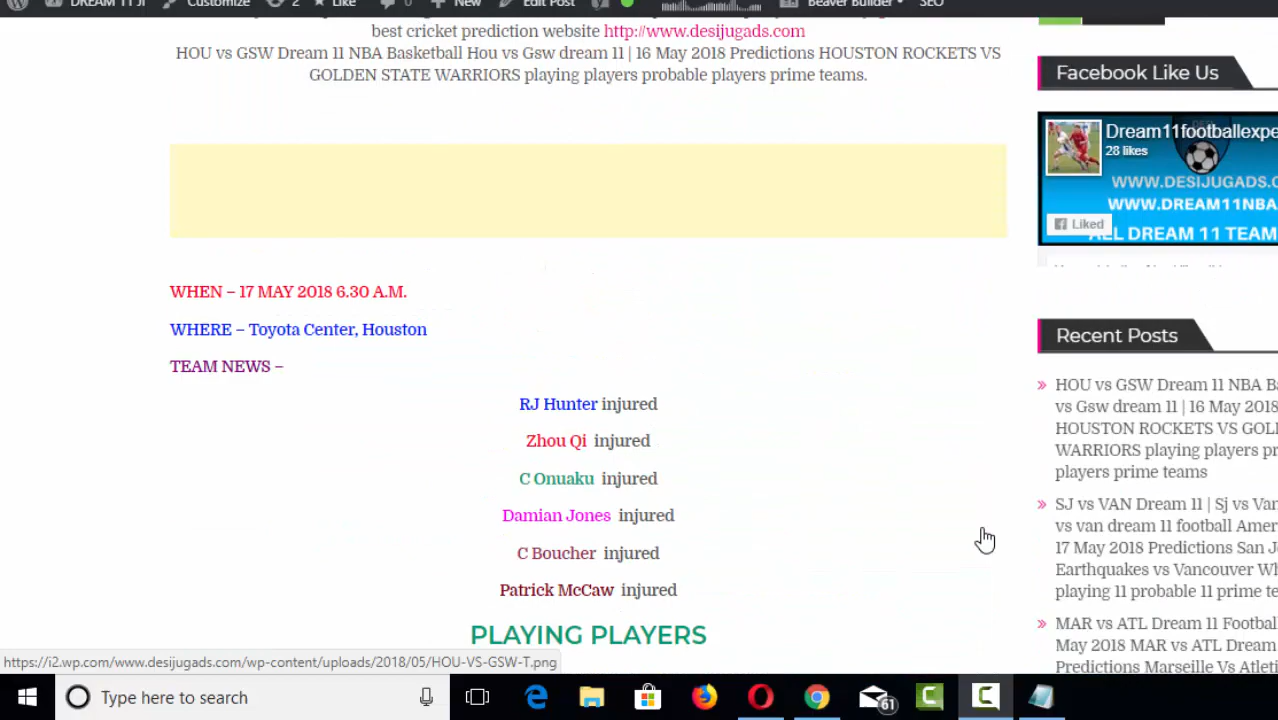 DREAM 11 JI Customize 2 Like 0 New Edit Post Beaver Builder SEO
best cricket prediction website http://www.desijugads.com
HOU vs GSW Dream 11 NBA Basketball Hou vs Gsw dream 11 | 16 May 2018 Predictions HOUSTON ROCKETS VS
GOLDEN STATE WARRIORS playing players probable players prime teams.
WHEN – 17 MAY 2018 6.30 A.M.
WHERE – Toyota Center, Houston
TEAM NEWS –
RJ Hunter injured
Zhou Qi injured
C Onuaku injured
Damian Jones injured
C Boucher injured
Patrick McCaw injured
PLAYING PLAYERS
Facebook Like Us
Dream11footballexpe
28 likes
WWW.DESIJUGADS.C
WWW.DREAM11NBA
Liked
ALL DREAM 11 TEAM
Recent Posts
HOU vs GSW Dream 11 NBA Ba
vs Gsw dream 11 | 16 May 2018
HOUSTON ROCKETS VS GOL
WARRIORS playing players pr
players prime teams
SJ vs VAN Dream 11 | Sj vs Van
vs van dream 11 football Amer
17 May 2018 Predictions San J
Earthquakes vs Vancouver Wh
playing 11 probable 11 prime te
MAR vs ATL Dream 11 Footba
May 2018 MAR vs ATL Dream
Predictions Marseille Vs Atleti
https://i2.wp.com/www.desijugads.com/wp-content/uploads/2018/05/HOU-VS-GSW-T.png
Type here to search
61